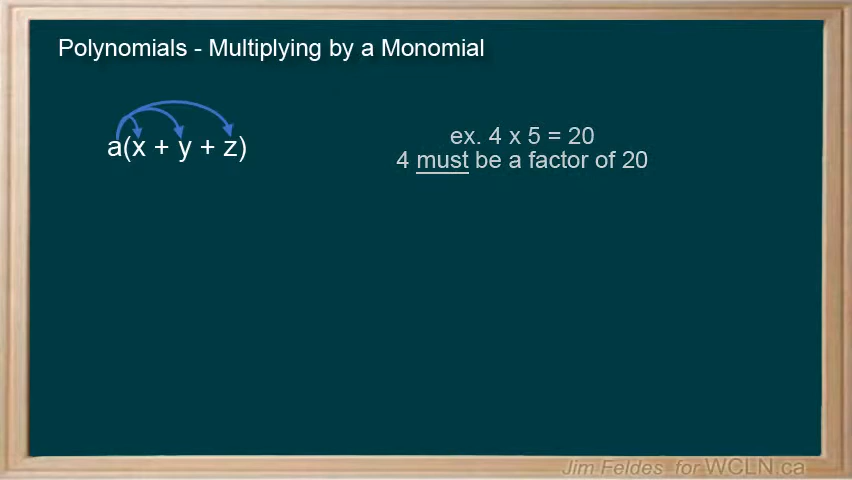 Polynomials - Multiplying by a Monomial
a(x + y + z)
ex. 4 x 5 = 20
4 must be a factor of 20
Jim Feldes for WCLN.ca